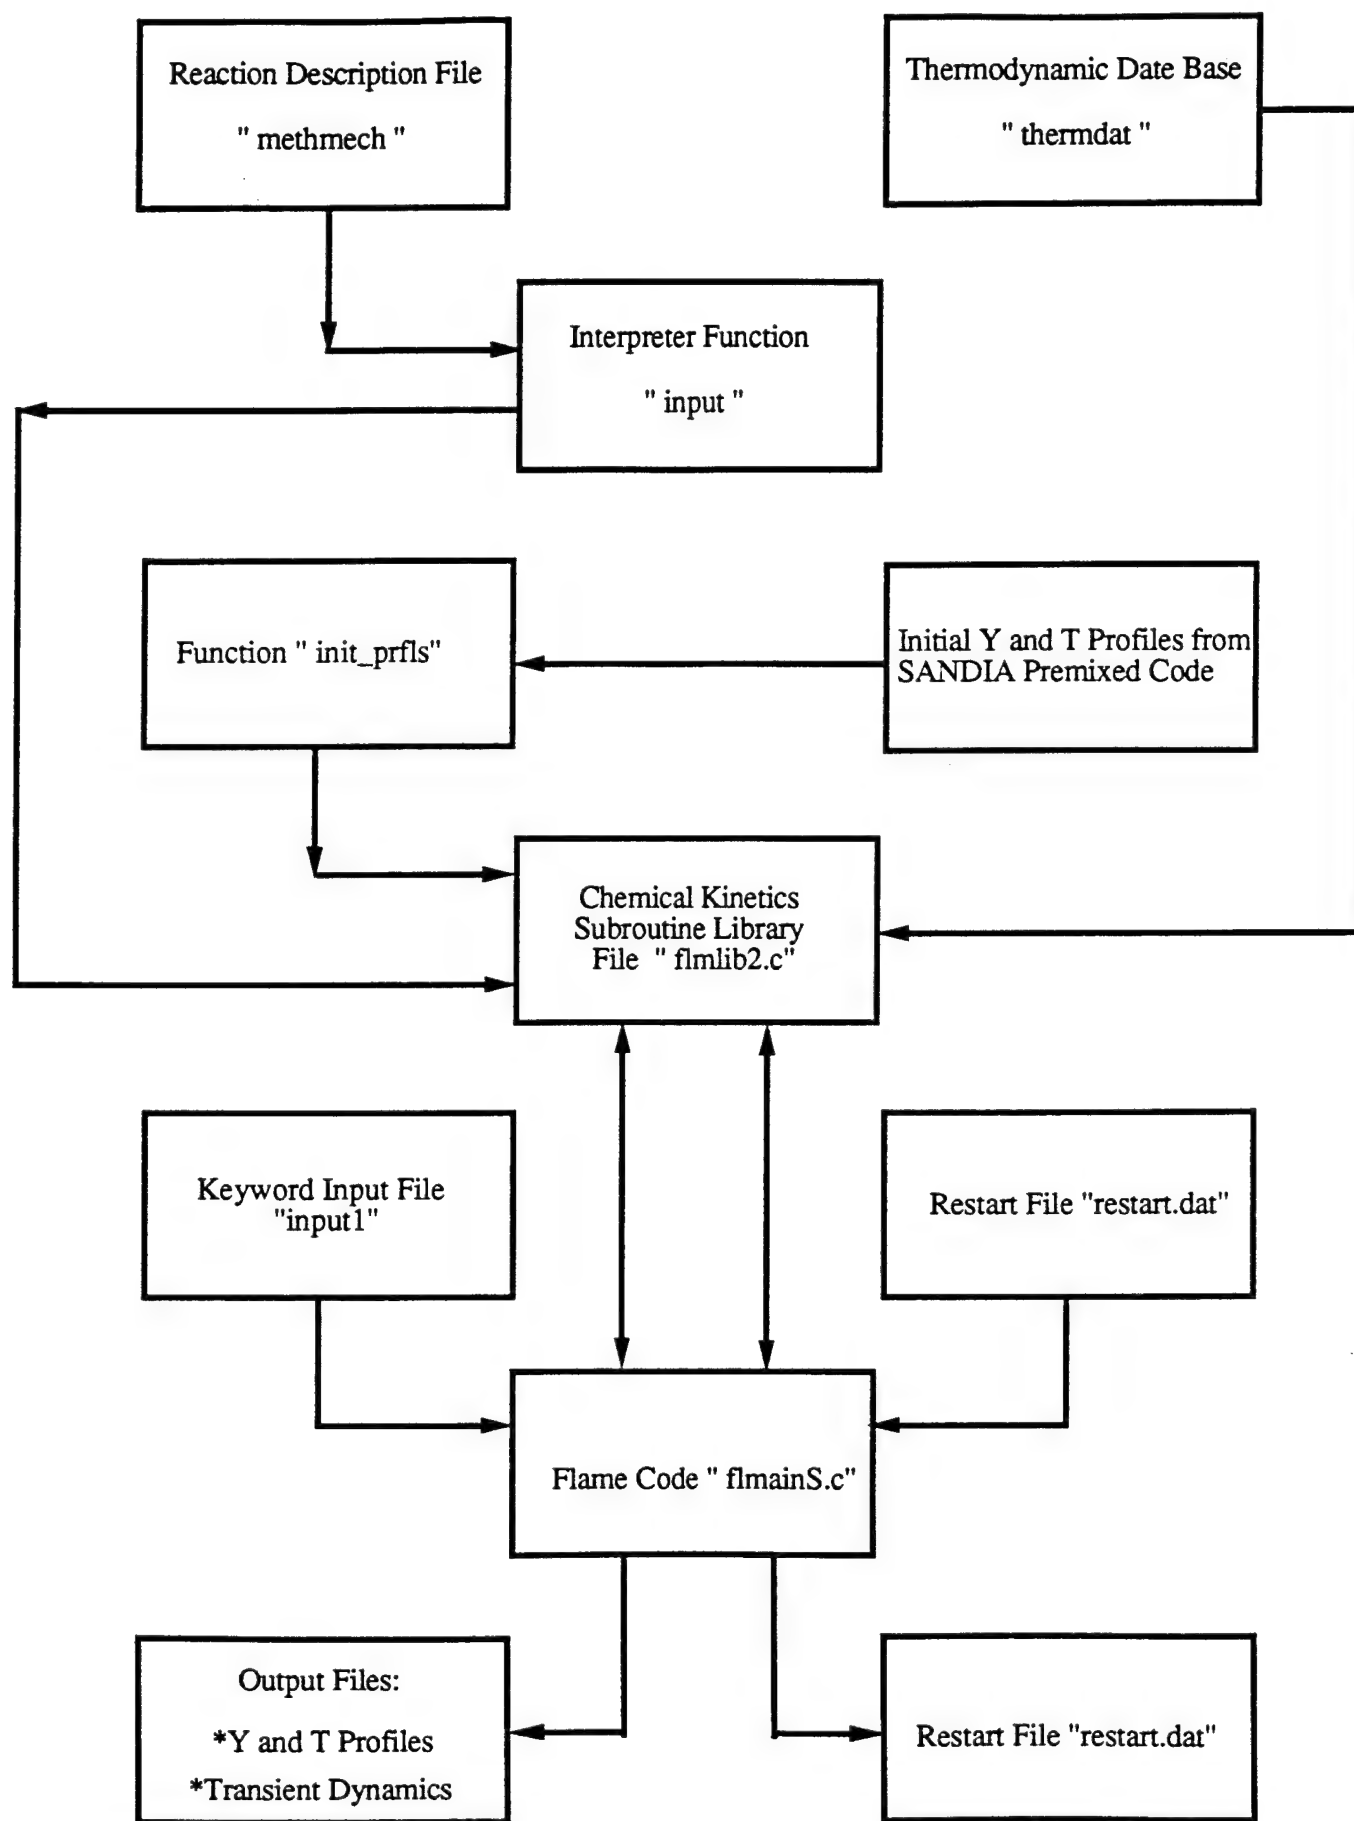 Reaction Description File
" methmech "
Thermodynamic Date Base
" thermdat "
Interpreter Function
" input "
Function " init_prfls"
Initial Y and T Profiles from
SANDIA Premixed Code
Chemical Kinetics
Subroutine Library
File " flmlib2.c"
Keyword Input File
"input1"
Restart File "restart.dat"
Flame Code " flmainS.c"
Output Files:
*Y and T Profiles
*Transient Dynamics
Restart File "restart.dat"